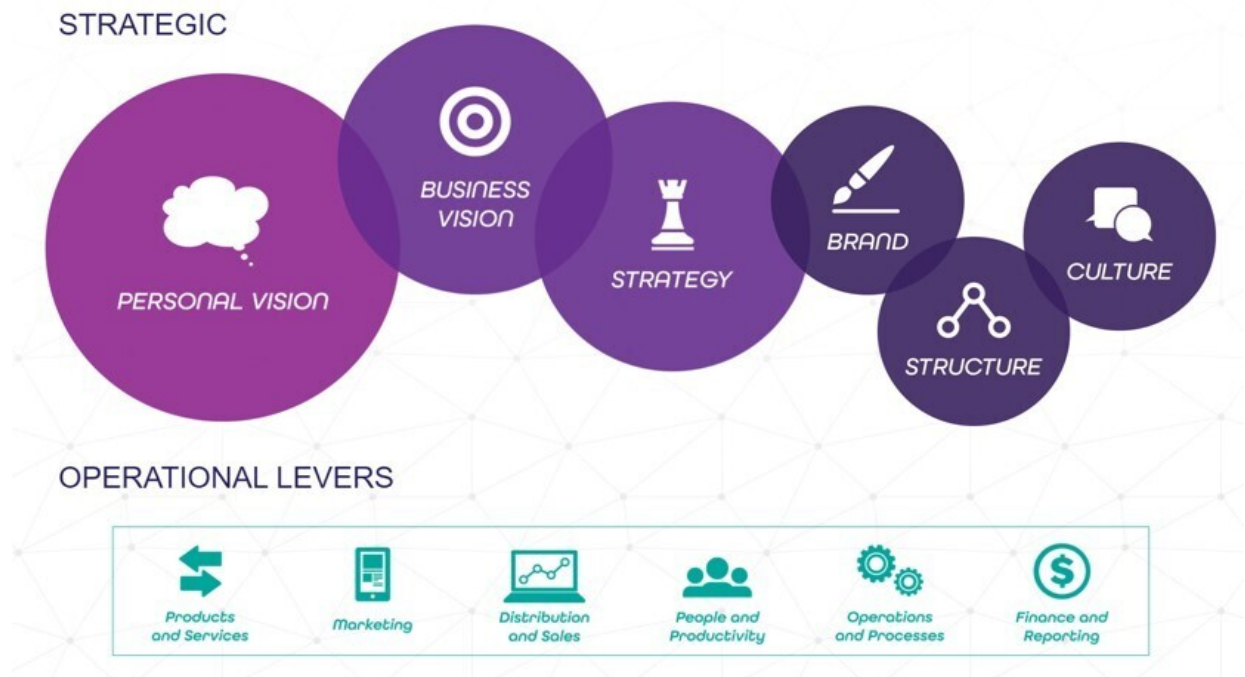 STRATEGIC
PERSONAL VISION
BUSINESS
VISION
STRATEGY
BRAND
STRUCTURE
CULTURE
OPERATIONAL LEVERS
Products
and Services
Marketing
Distribution
and Sales
People and
Productivity
Operations
and Processes
Finance and
Reporting